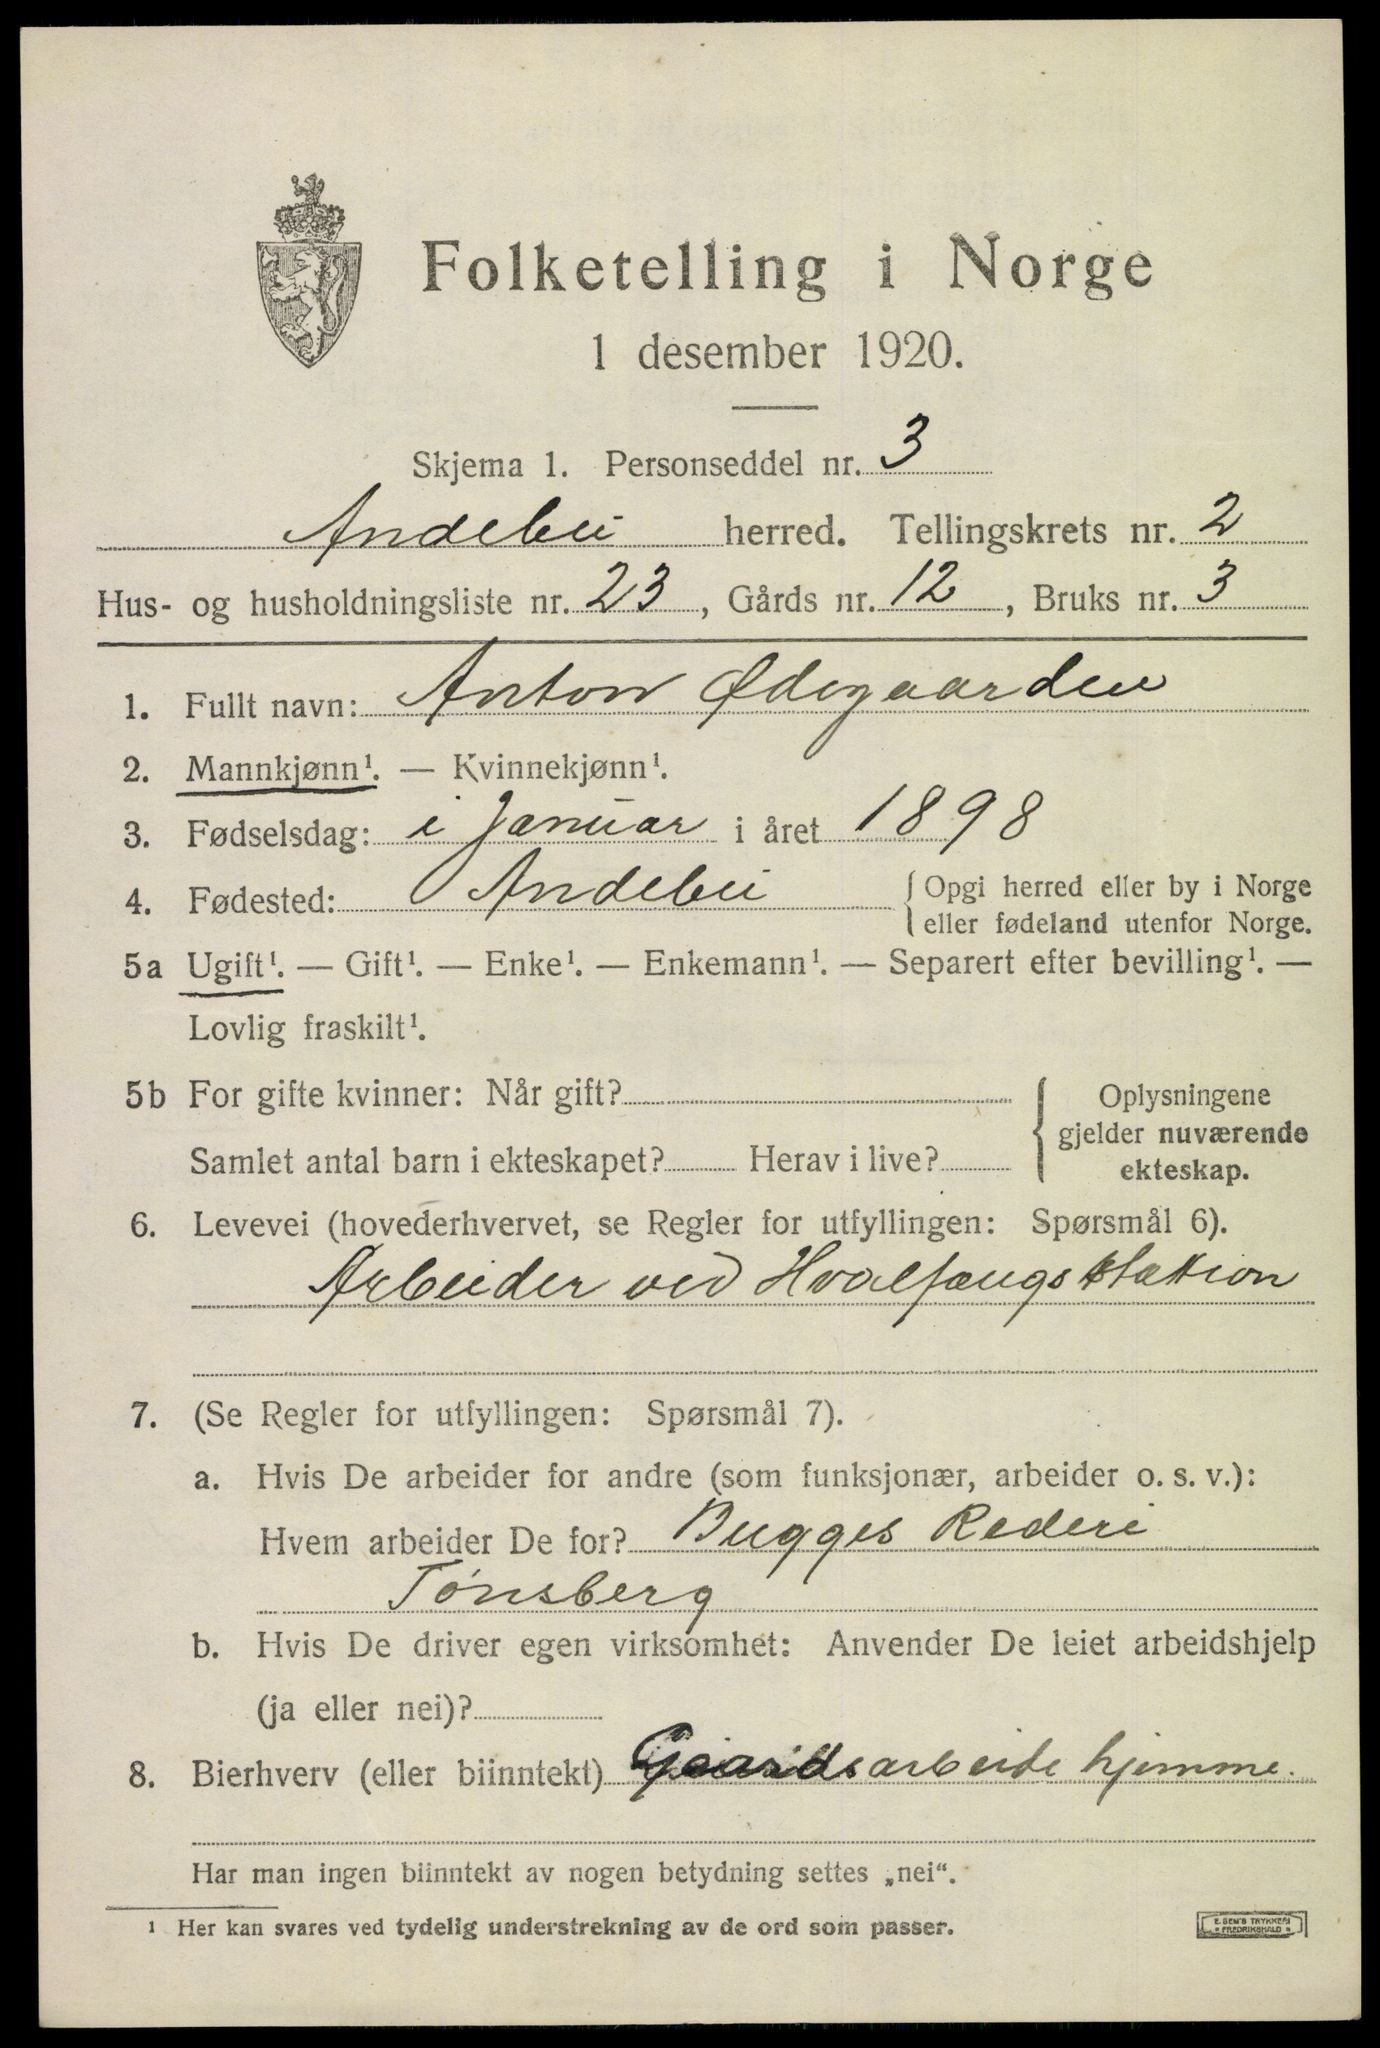 Folketelling i Norge
1 desember 1920.
Skjema 1. Personseddel nr. 3
Andebu herred. Tellingskrets nr. 2
Hus- og husholdningsliste nr. 23, Gårds nr. 12, Bruks nr. 3
1. Fullt navn: Anton Ødegaarden
2. Mannkjønn¹. — Kvinnekjønn¹.
3. Fødselsdag: i Januar i året 1898
4. Fødested: Andebu { Opgi herred eller by i Norge
eller fødeland utenfor Norge.
5a Ugift¹. — Gift¹. — Enke¹. — Enkemann¹. — Separert efter bevilling¹. —
Lovlig fraskilt¹.
5b For gifte kvinner: Når gift? { Oplysningene
gjelder nuværende
Samlet antal barn i ekteskapet? Herav i live? ekteskap.
6. Levevei (hovederhvervet, se Regler for utfyllingen: Spørsmål 6).
Arbeider ved Hvalfangststation
7. (Se Regler for utfyllingen: Spørsmål 7).
a. Hvis De arbeider for andre (som funksjonær, arbeider o. s. v.):
Hvem arbeider De for? Bugges Rederi
Tønsberg
b. Hvis De driver egen virksomhet: Anvender De leiet arbeidshjelp
(ja eller nei)?
8. Bierhverv (eller biinntekt) Gaardsarbeide hjemme.
Har man ingen biinntekt av nogen betydning settes „nei“.
¹ Her kan svares ved tydelig understrekning av de ord som passer.
E. SEM'S TRYKKERI
* FREDRIKSHALD *